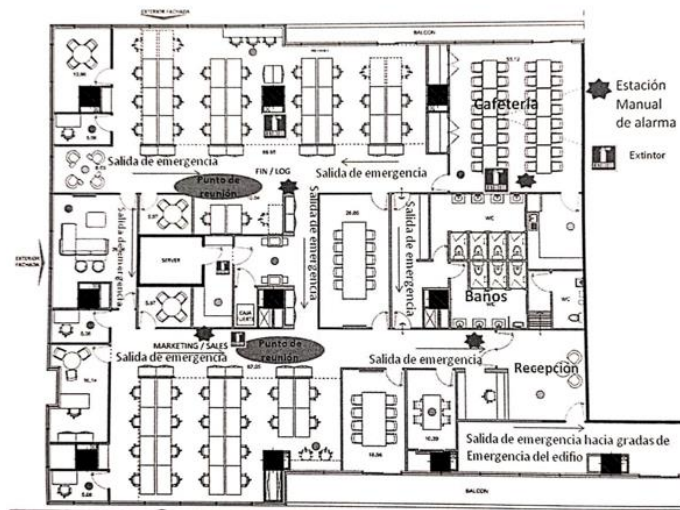 EXTERIOR FACHADA
BALCON
Cafetería
Estación
Manual
de alarma
Extintor
Salida de emergencia
FIN / LOG
Salida de emergencia
Punto de
reunión
Salida de emergencia
Salida de emergencia
Salida de emergencia
EXTERIOR
FACHADA
SERVER
CAJA
WC
Baños
WC
WC
MARKETING / SALES
Salida de emergencia
Punto de
reunión
Salida de emergencia
Recepción
Salida de emergencia hacia gradas de
Emergencia del edifio
BALCON